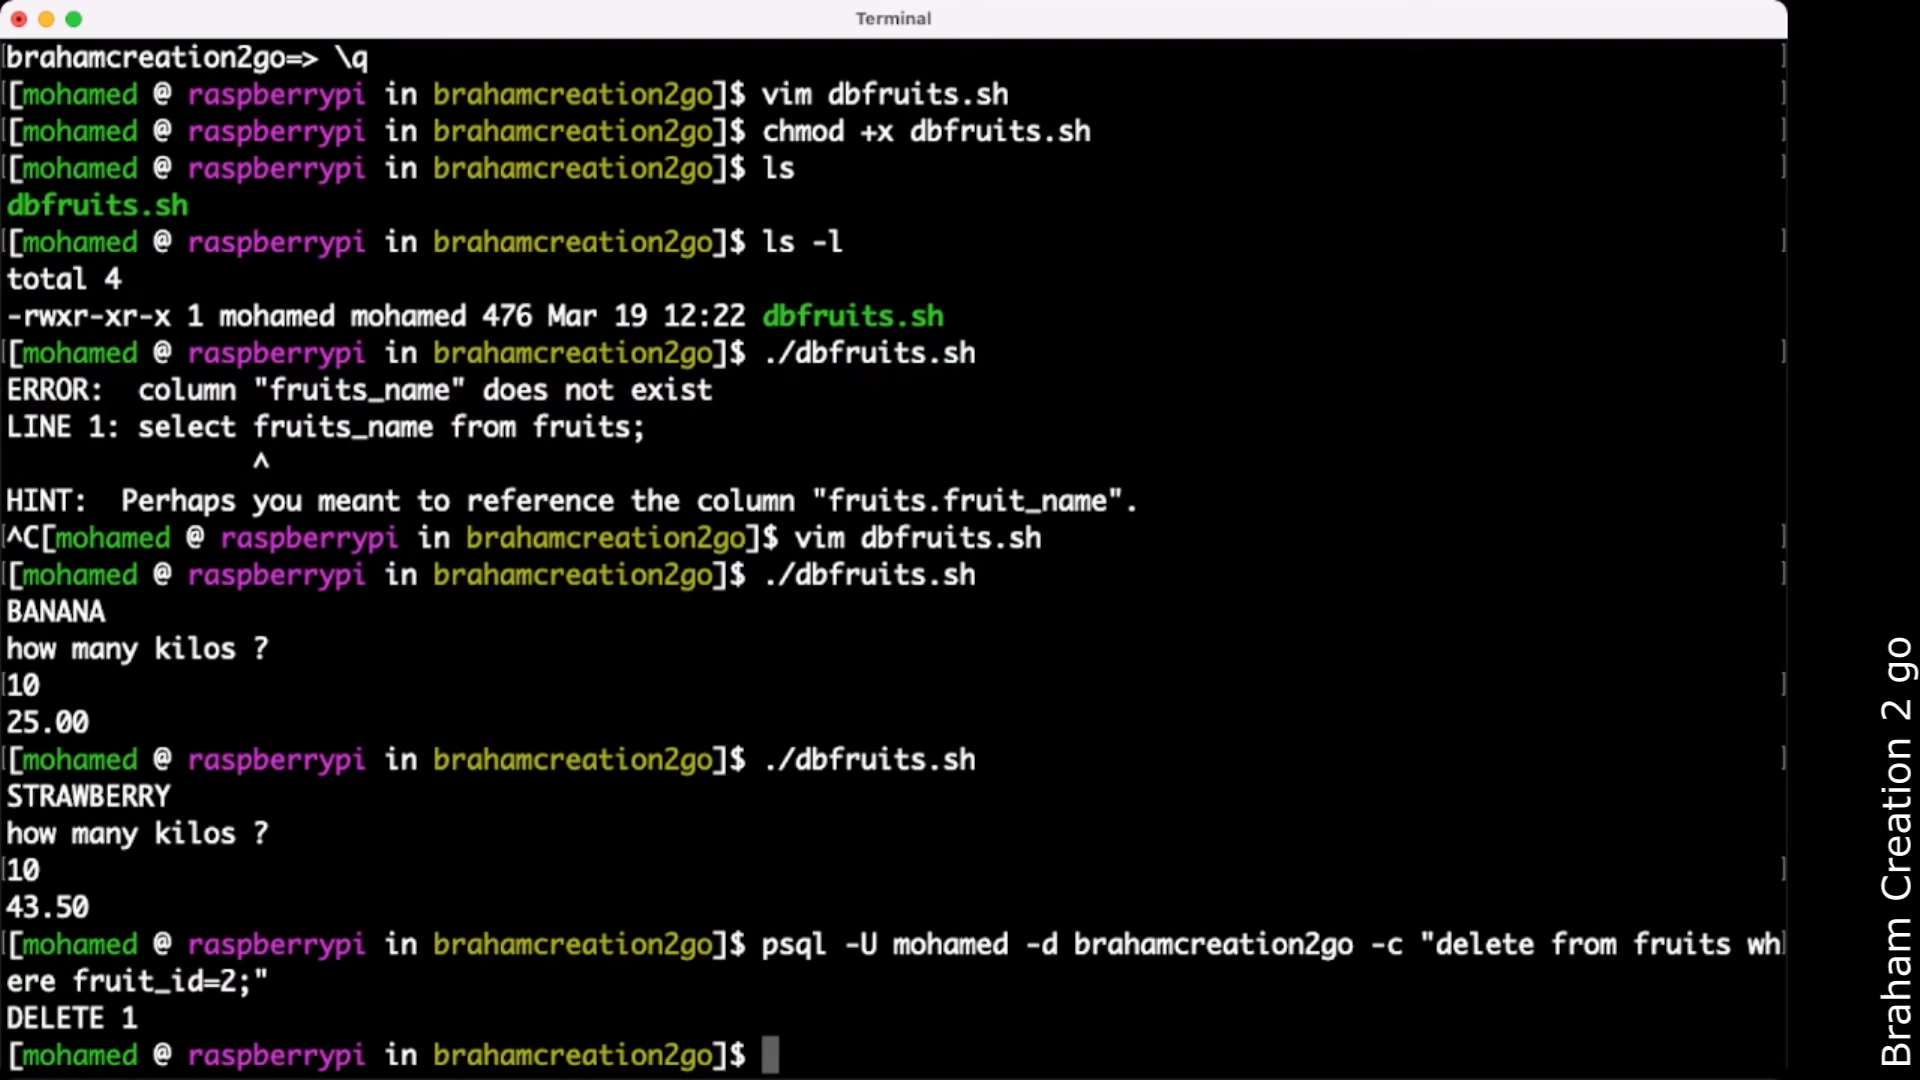 Terminal
brahamcreation2go=> \q
[mohamed @ raspberrypi in brahamcreation2go]$ vim dbfruits.sh
[mohamed @ raspberrypi in brahamcreation2go]$ chmod +x dbfruits.sh
[mohamed @ raspberrypi in brahamcreation2go]$ ls
dbfruits.sh
[mohamed @ raspberrypi in brahamcreation2go]$ ls -l
total 4
-rwxr-xr-x 1 mohamed mohamed 476 Mar 19 12:22 dbfruits.sh
[mohamed @ raspberrypi in brahamcreation2go]$ ./dbfruits.sh
ERROR:  column "fruits_name" does not exist
LINE 1: select fruits_name from fruits;
^
HINT:  Perhaps you meant to reference the column "fruits.fruit_name".
^C[mohamed @ raspberrypi in brahamcreation2go]$ vim dbfruits.sh
[mohamed @ raspberrypi in brahamcreation2go]$ ./dbfruits.sh
BANANA
how many kilos ?
10
25.00
[mohamed @ raspberrypi in brahamcreation2go]$ ./dbfruits.sh
STRAWBERRY
how many kilos ?
10
43.50
[mohamed @ raspberrypi in brahamcreation2go]$ psql -U mohamed -d brahamcreation2go -c "delete from fruits wh
ere fruit_id=2;"
DELETE 1
[mohamed @ raspberrypi in brahamcreation2go]$
Braham Creation 2 go